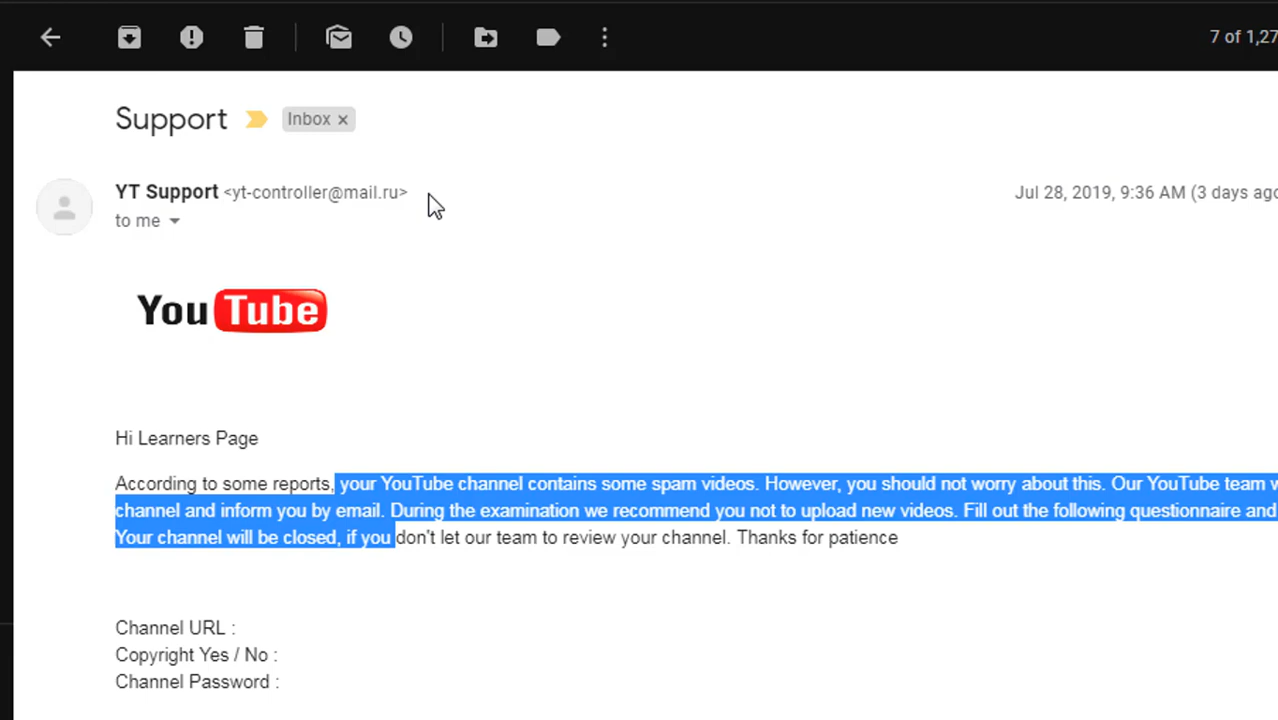 7 of 1,27
Support
Inbox ×
YT Support <yt-controller@mail.ru>
Jul 28, 2019, 9:36 AM (3 days ago
to me
You Tube
Hi Learners Page
According to some reports, your YouTube channel contains some spam videos. However, you should not worry about this. Our YouTube team
channel and inform you by email. During the examination we recommend you not to upload new videos. Fill out the following questionnaire and
Your channel will be closed, if you don't let our team to review your channel. Thanks for patience
Channel URL :
Copyright Yes / No :
Channel Password :